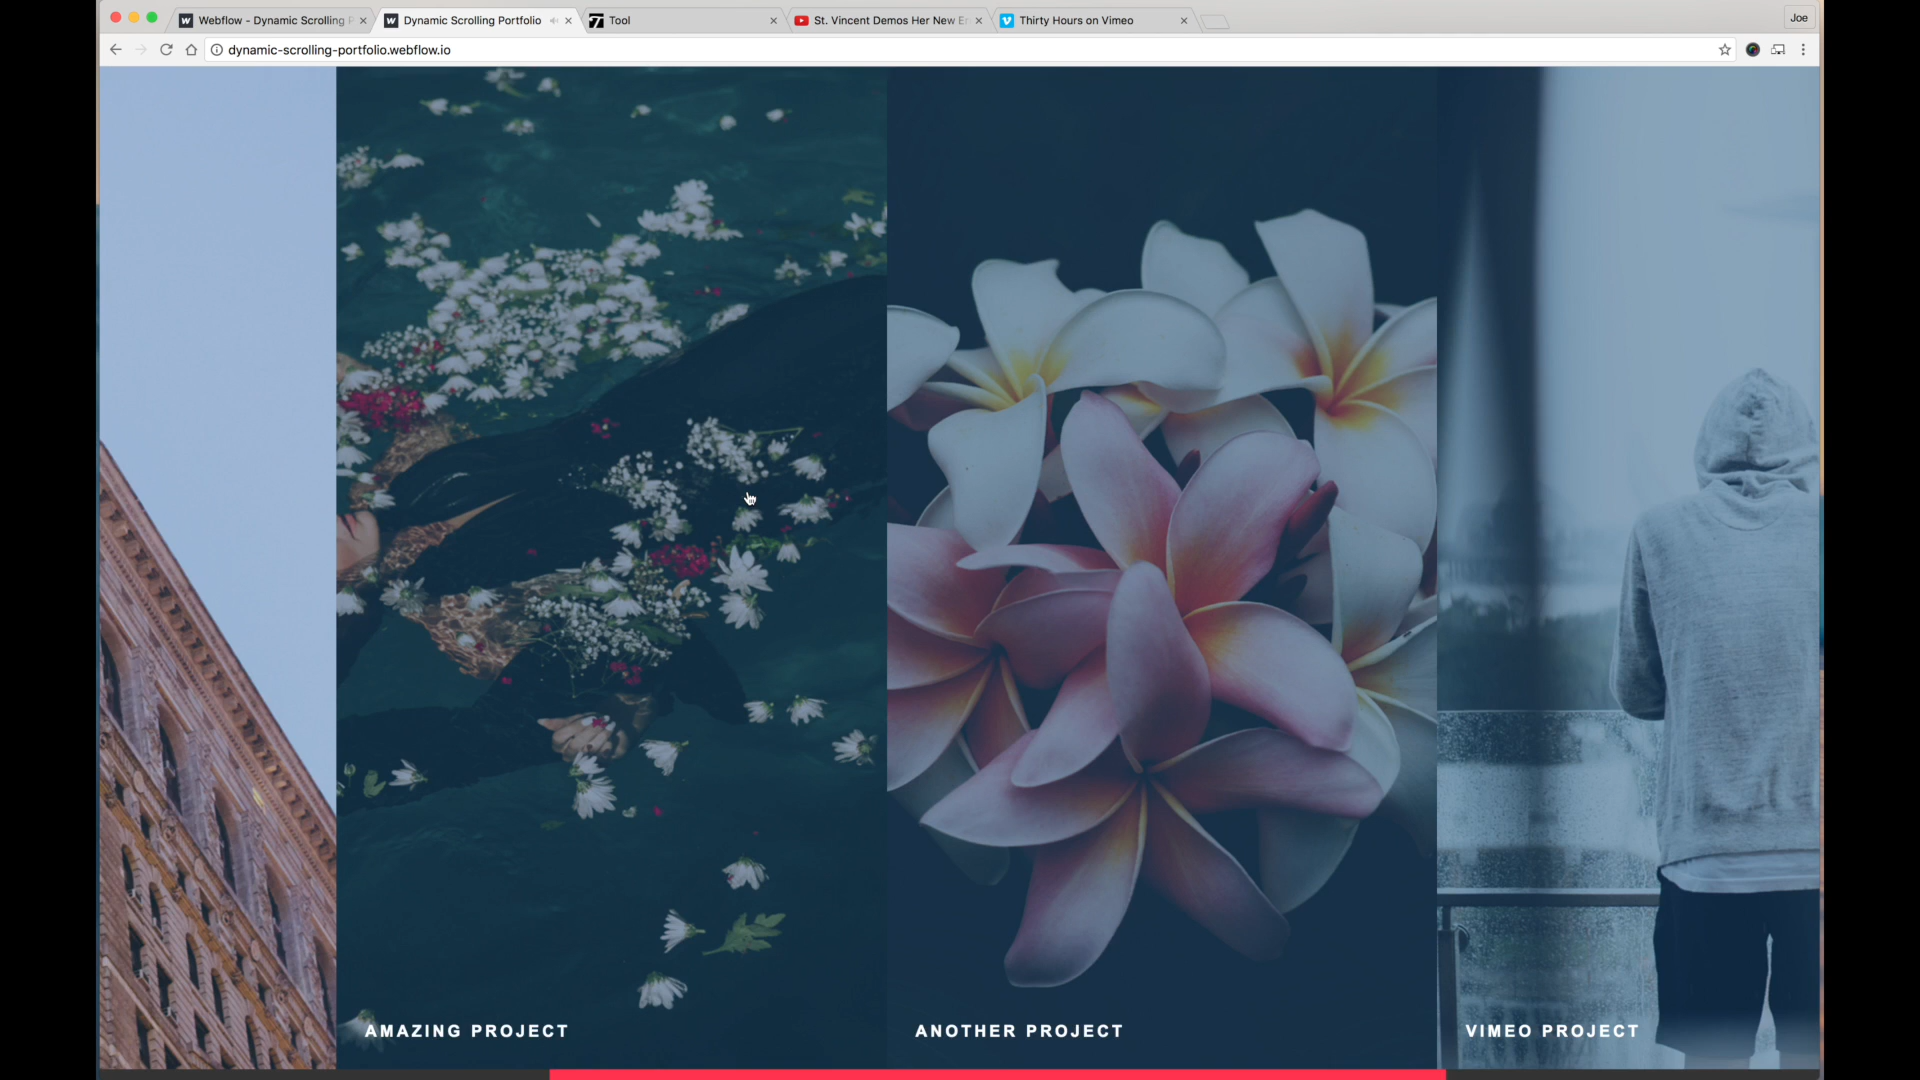 Webflow - Dynamic Scrolling P
Dynamic Scrolling Portfolio
Tool
St. Vincent Demos Her New Er
Thirty Hours on Vimeo
Joe
dynamic-scrolling-portfolio.webflow.io
AMAZING PROJECT
ANOTHER PROJECT
VIMEO PROJECT